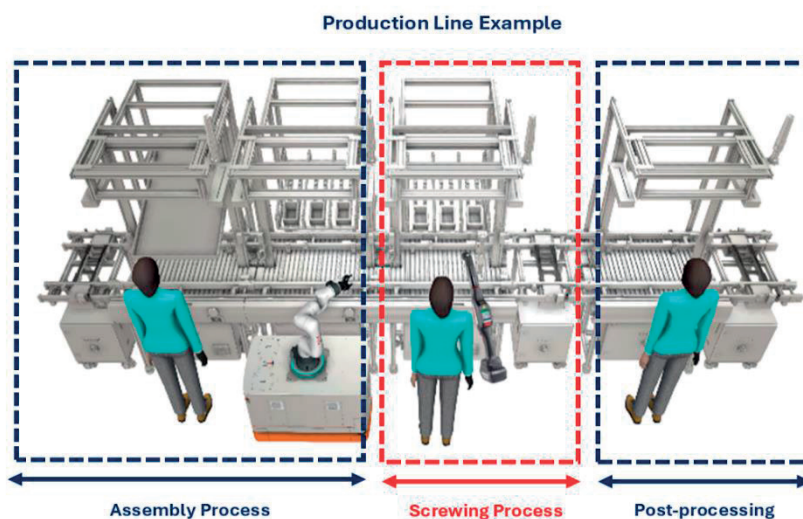 Production Line Example
Assembly Process
Screwing Process
Post-processing